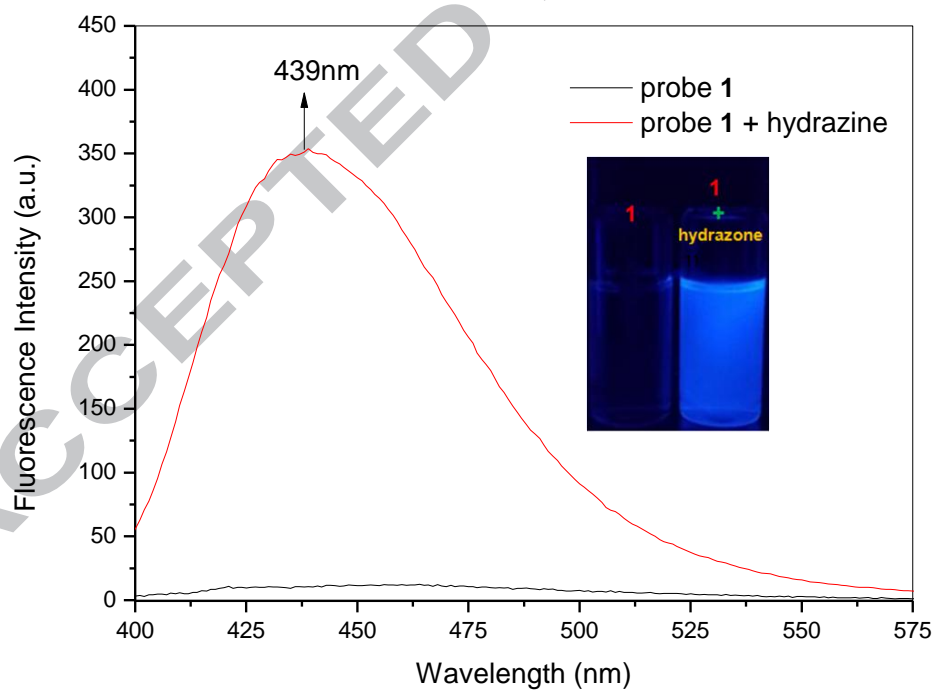 ACCEPTED
450
400
350
300
250
200
150
100
50
0
Fluorescence Intensity (a.u.)
439nm
probe 1
probe 1 + hydrazine
1
1
+
hydrazone
400 425 450 475 500 525 550 575
Wavelength (nm)